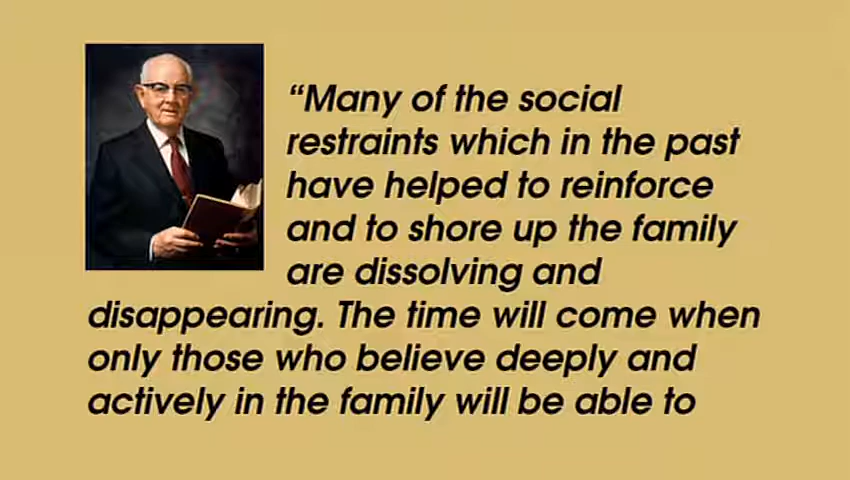 “Many of the social
restraints which in the past
have helped to reinforce
and to shore up the family
are dissolving and
disappearing. The time will come when
only those who believe deeply and
actively in the family will be able to